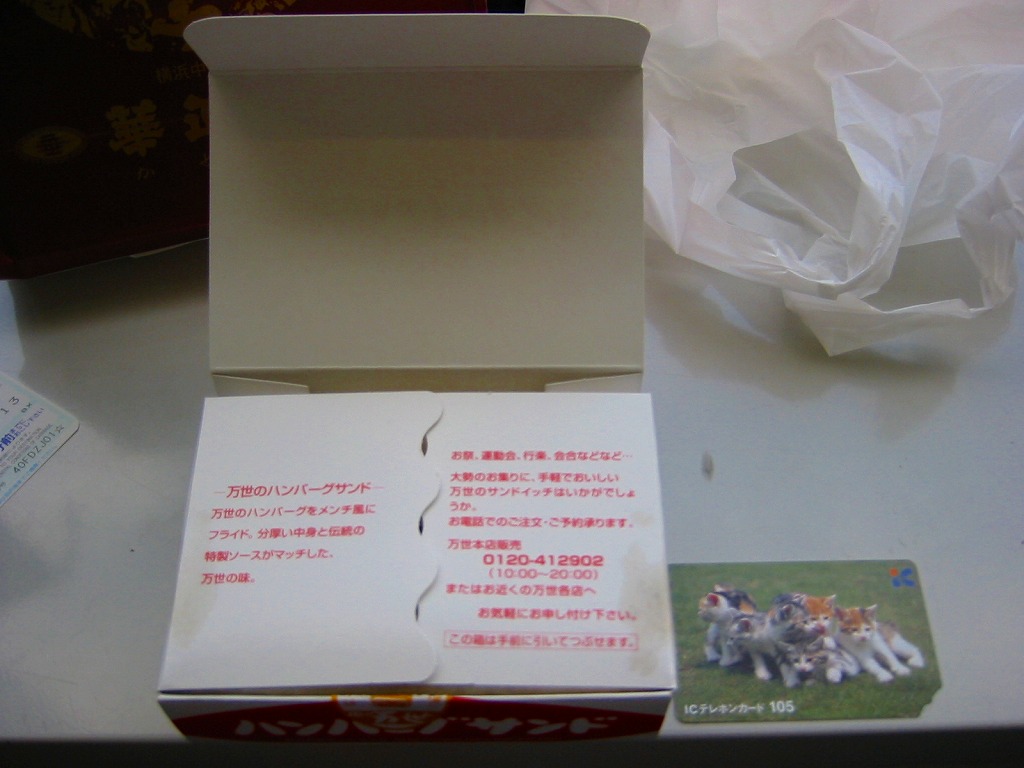 横浜中
華正
13
40FDZJ01
―万世のハンバーグサンド―
万世のハンバーグをメンチ風に
フライド。分厚い中身と伝統の
特製ソースがマッチした、
万世の味。
お祭、運動会、行楽、会合などなど…
大勢のお集りに、手軽でおいしい
万世のサンドイッチはいかがでしょ
うか。
お電話でのご注文・ご予約承ります。
万世本店販売
0120-412902
(10:00～20:00)
またはお近くの万世各店へ
お気軽にお申し付け下さい。
この箱は手前に引いてつぶせます。
万世
ハンバーグサンド
ICテレホンカード 105